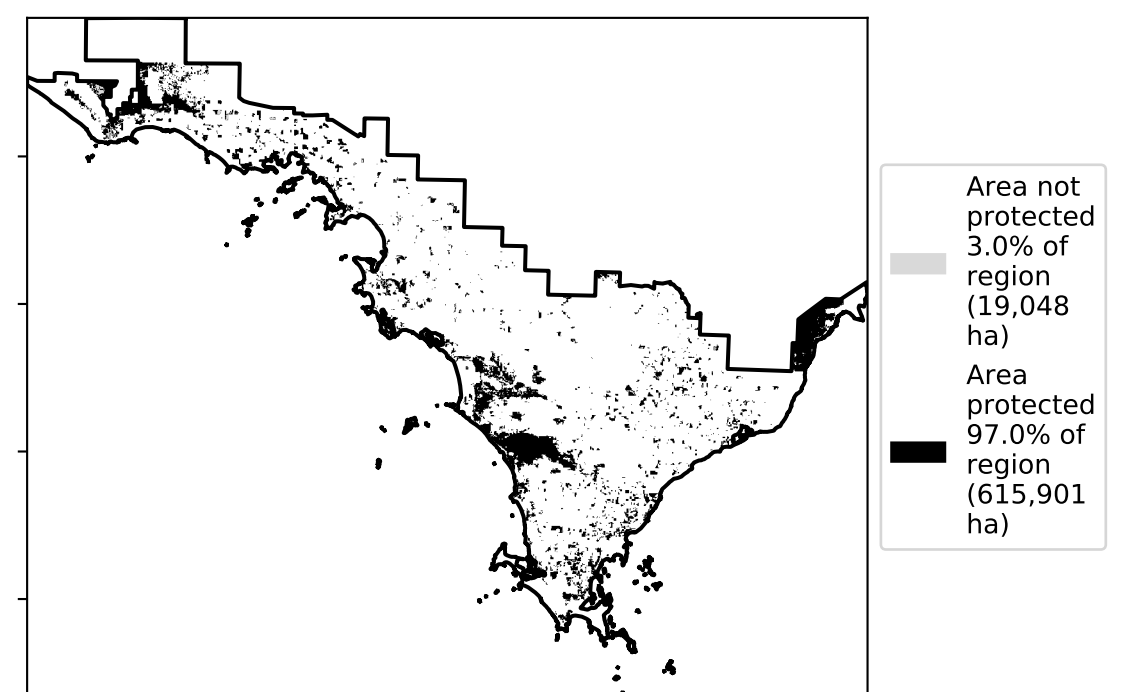 Area not
protected
3.0% of
region
(19,048
ha)
Area
protected
97.0% of
region
(615,901
ha)